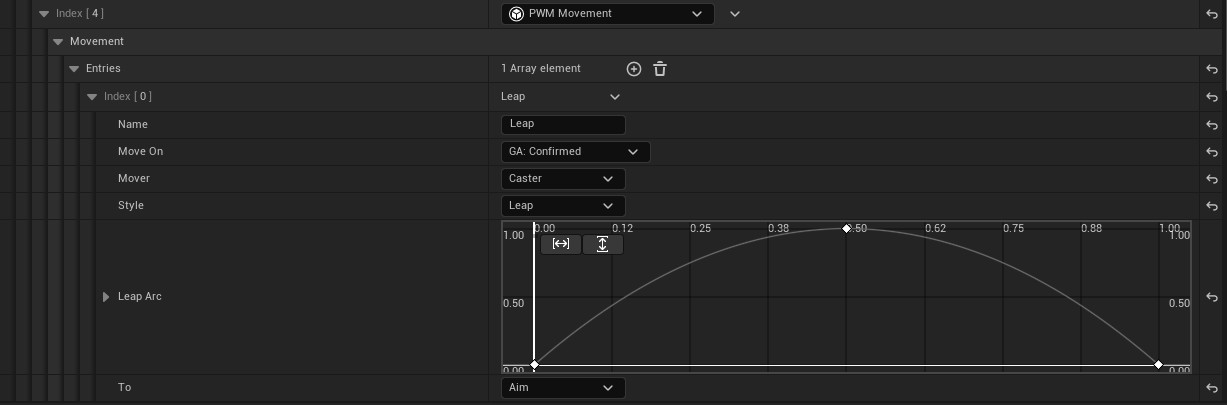 Index [ 4 ] PWM Movement
Movement
Entries 1 Array element
Index [ 0 ] Leap
Name Leap
Move On GA: Confirmed
Mover Caster
Style Leap
0.00 0.12 0.25 0.38 0.50 0.62 0.75 0.88 1.00
1.00 1.00
Leap Arc 0.50 0.50
0.00 0.00
To Aim